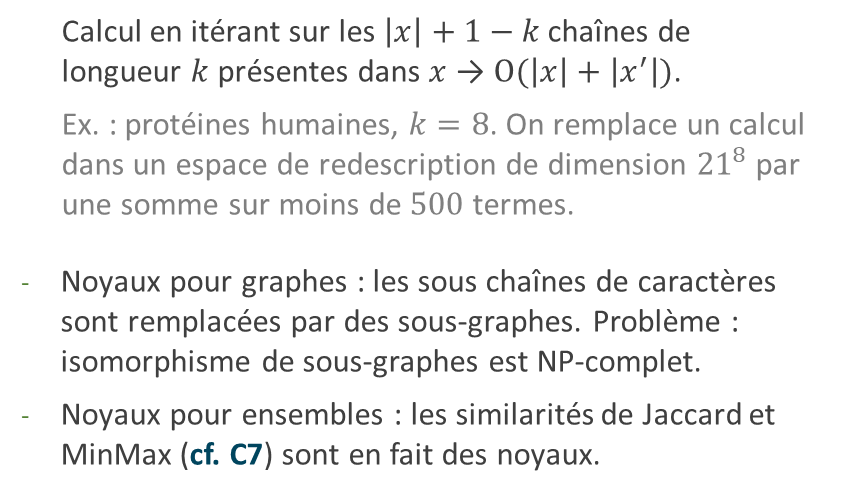 Calcul en itérant sur les |𝑥| + 1 − 𝑘 chaînes de
longueur 𝑘 présentes dans 𝑥 → O(|𝑥| + |𝑥′|).
Ex. : protéines humaines, 𝑘 = 8. On remplace un calcul
dans un espace de redescription de dimension 21⁸ par
une somme sur moins de 500 termes.
- Noyaux pour graphes : les sous chaînes de caractères
sont remplacées par des sous-graphes. Problème :
isomorphisme de sous-graphes est NP-complet.
- Noyaux pour ensembles : les similarités de Jaccard et
MinMax (cf. C7) sont en fait des noyaux.